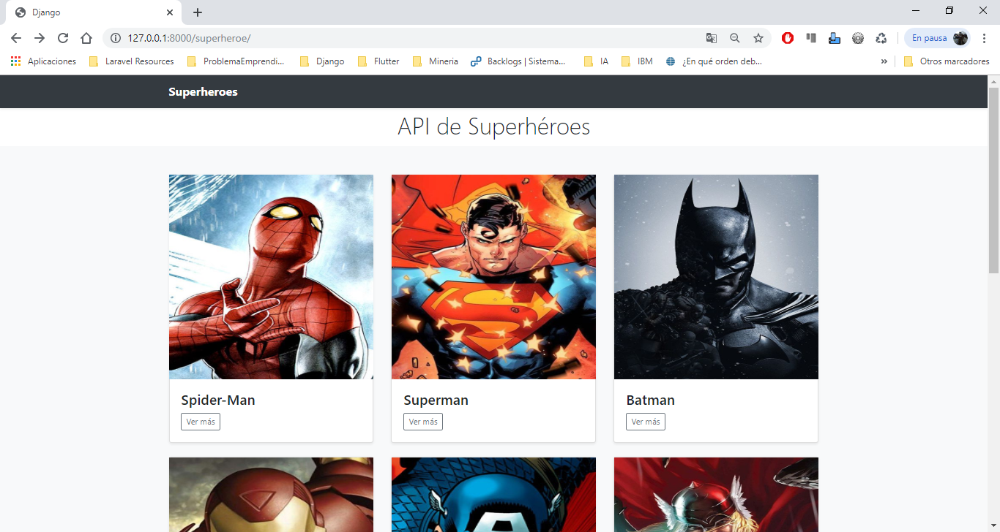 Django
127.0.0.1:8000/superheroe/
En pausa
Aplicaciones
Laravel Resources
ProblemaEmprendi...
Django
Flutter
Mineria
Backlogs | Sistema...
IA
IBM
¿En qué orden deb...
»
Otros marcadores
Superheroes
API de Superhéroes
Spider-Man
Superman
Batman
Ver más
Ver más
Ver más
A